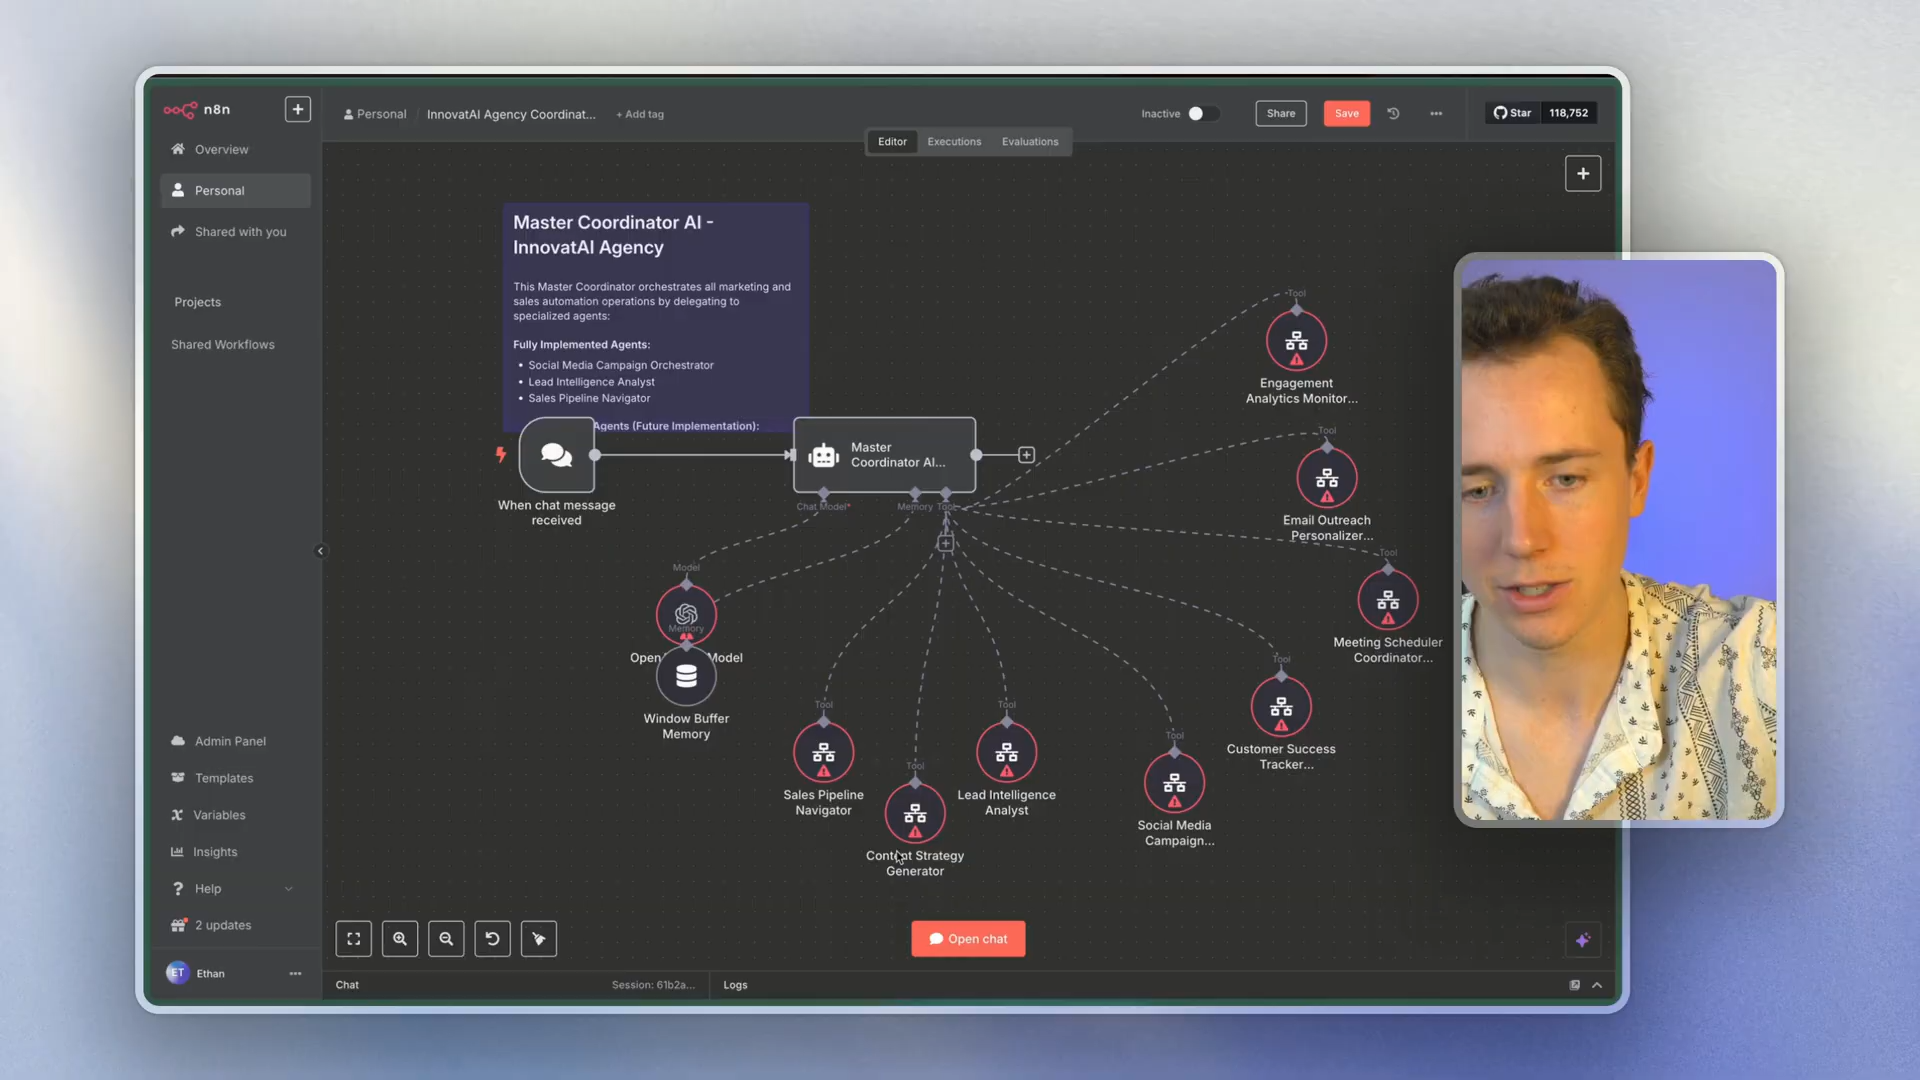 n8n
Overview
Personal
Shared with you
Projects
Shared Workflows
Admin Panel
Templates
Variables
Insights
Help
2 updates
ET
Ethan
Personal / InnovatAI Agency Coordinat... + Add tag
Inactive
Share
Save
Star 118,752
Editor
Executions
Evaluations
Master Coordinator AI -
InnovatAI Agency
This Master Coordinator orchestrates all marketing and
sales automation operations by delegating to
specialized agents:
Fully Implemented Agents:
• Social Media Campaign Orchestrator
• Lead Intelligence Analyst
• Sales Pipeline Navigator
Agents (Future Implementation):
When chat message
received
Master
Coordinator AI...
Chat Model*
Memory
Tool
Tool
Engagement
Analytics Monitor...
Tool
Email Outreach
Personalizer...
Tool
Meeting Scheduler
Coordinator...
Model
Memory
Open Model
Window Buffer
Memory
Tool
Sales Pipeline
Navigator
Tool
Content Strategy
Generator
Tool
Lead Intelligence
Analyst
Tool
Social Media
Campaign...
Tool
Customer Success
Tracker...
Open chat
Chat
Session: 61b2a...
Logs